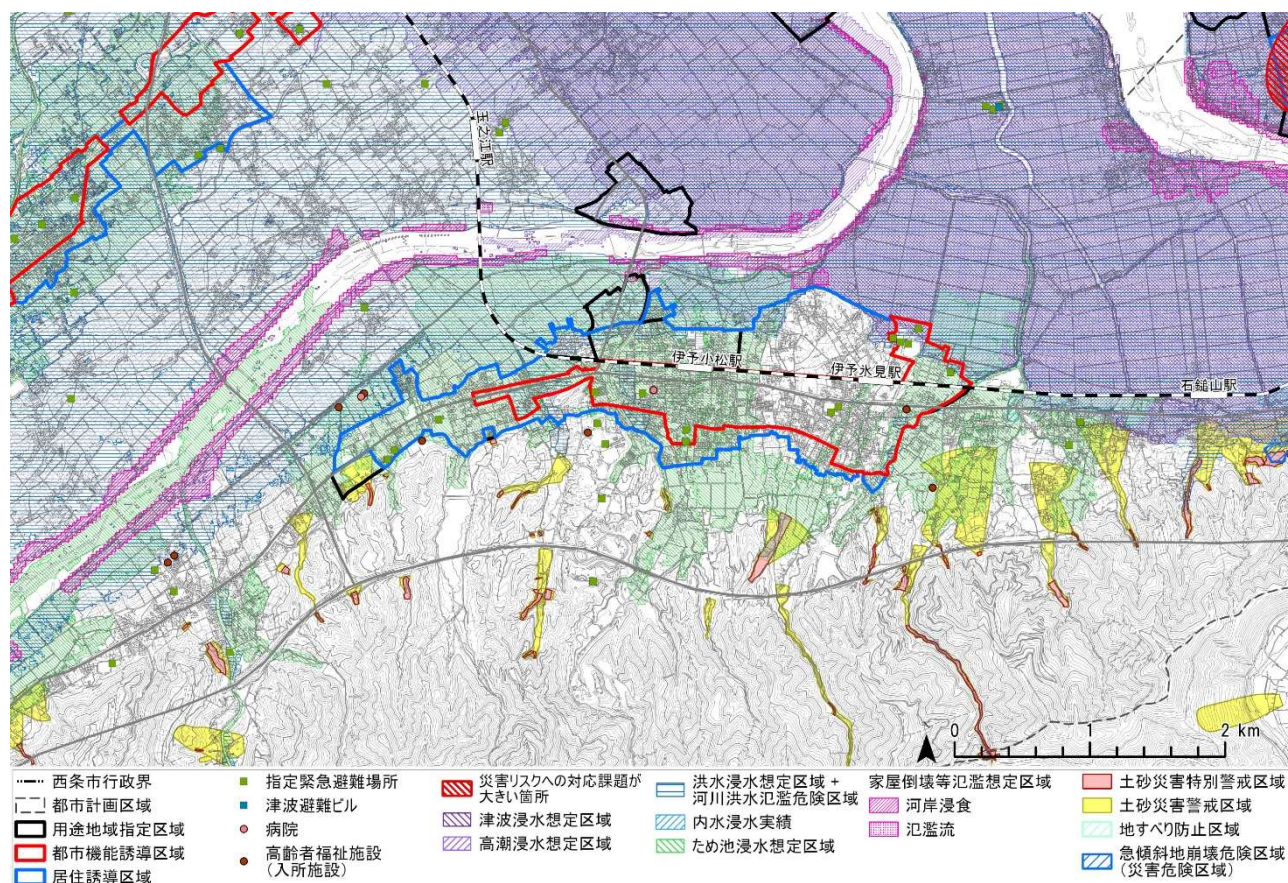 壬之江駅
伊予小松駅
伊予氷見駅
石鎚山駅
0 1 2 km
西条市行政界
都市計画区域
用途地域指定区域
都市機能誘導区域
居住誘導区域
指定緊急避難場所
津波避難ビル
病院
高齢者福祉施設
(入所施設)
災害リスクへの対応課題が
大きい箇所
津波浸水想定区域
高潮浸水想定区域
洪水浸水想定区域 +
河川洪水氾濫危険区域
内水浸水実績
ため池浸水想定区域
家屋倒壊等氾濫想定区域
河岸浸食
氾濫流
土砂災害特別警戒区域
土砂災害警戒区域
地すべり防止区域
急傾斜地崩壊危険区域
(災害危険区域)